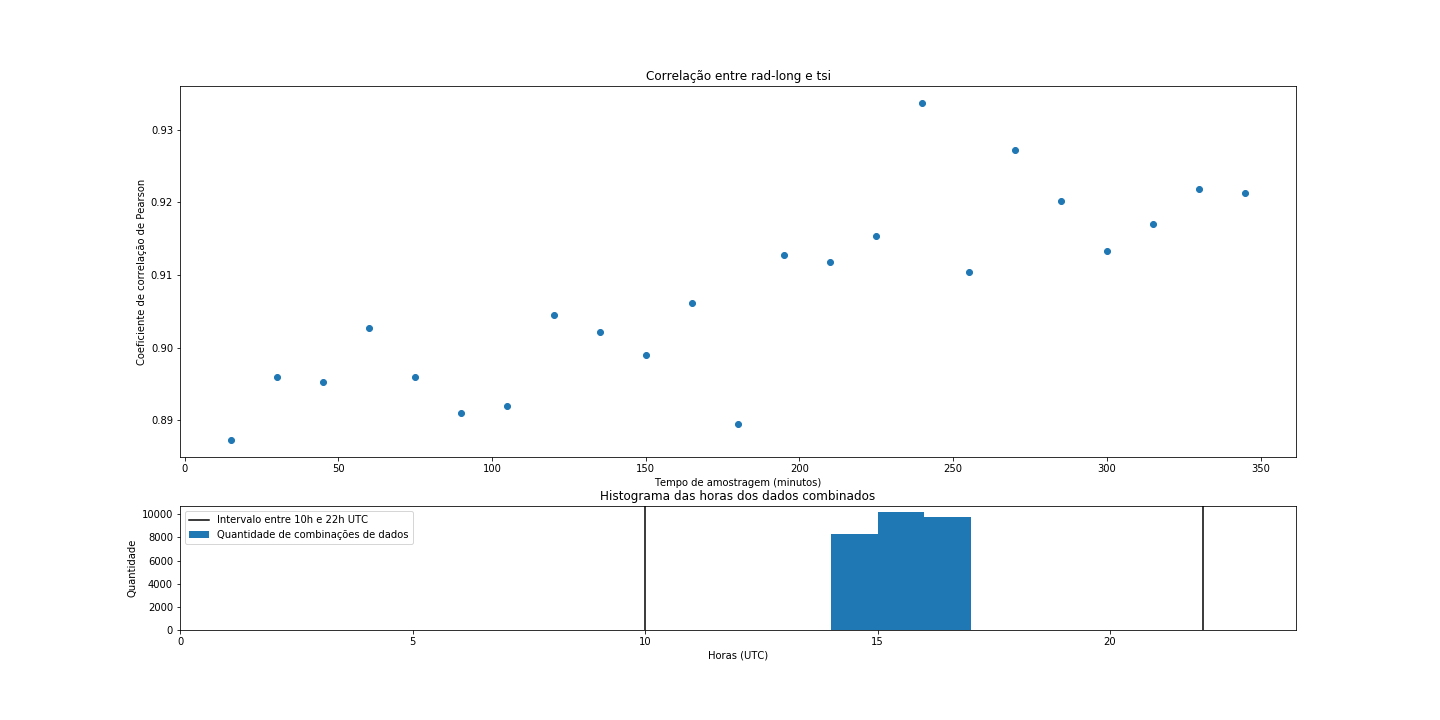 Correlação entre rad-long e tsi
Coeficiente de correlação de Pearson
0.93
0.92
0.91
0.90
0.89
0 50 100 150 200 250 300 350
Tempo de amostragem (minutos)
Histograma das horas dos dados combinados
Quantidade
10000
8000
6000
4000
2000
0
Intervalo entre 10h e 22h UTC
Quantidade de combinações de dados
0 5 10 15 20
Horas (UTC)